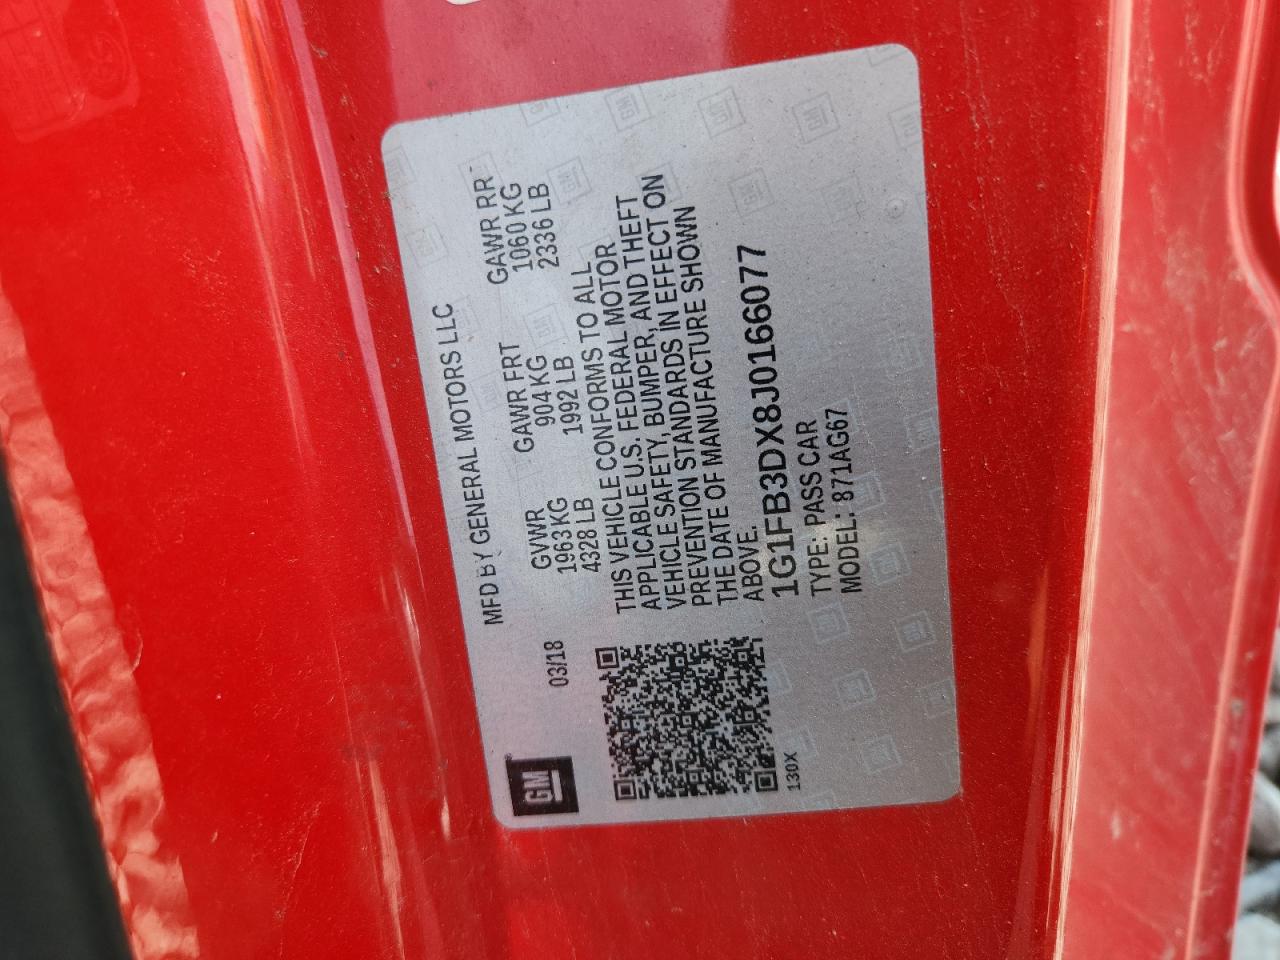 GM
MFD BY GENERAL MOTORS LLC
03/18
GVWR GAWR FRT GAWR RR
1963 KG 904 KG 1060 KG
4328 LB 1992 LB 2336 LB
THIS VEHICLE CONFORMS TO ALL
APPLICABLE U.S. FEDERAL MOTOR
VEHICLE SAFETY, BUMPER, AND THEFT
PREVENTION STANDARDS IN EFFECT ON
THE DATE OF MANUFACTURE SHOWN
ABOVE.
1G1FB3DX8J0166077
TYPE: PASS CAR
MODEL: 871AG67
130X